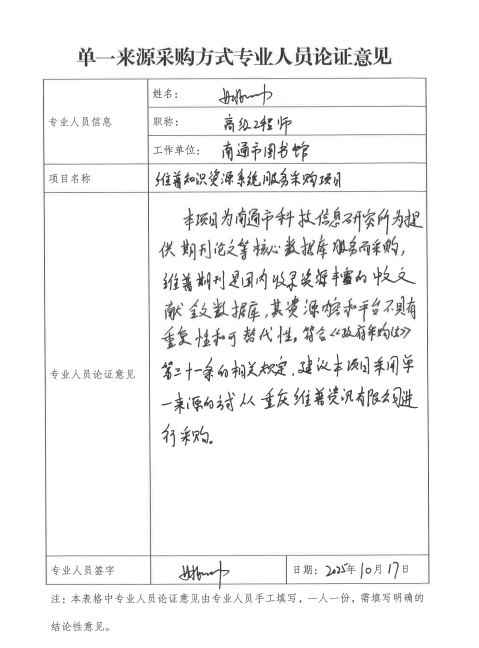 单一来源采购方式专业人员论证意见
专业人员信息
姓名：
职称： 高级工程师
工作单位： 南通市图书馆
项目名称 维普知识资源系统服务采购项目
专业人员论证意见
本项目为南通市科技信息研究所为提
供期刊论文等核心数据库服务而采购，
维普期刊是国内收录资源丰富的中文文
献全文数据库，其资源内容和平台不具有
重复性和可替代性。符合《政府采购法》
第三十一条的相关规定，建议本项目采用单
一来源的方式从重庆维普资讯有限公司进
行采购。
专业人员签字
日期：2025年10月17日
注：本表格中专业人员论证意见由专业人员手工填写，一人一份，需填写明确的
结论性意见。